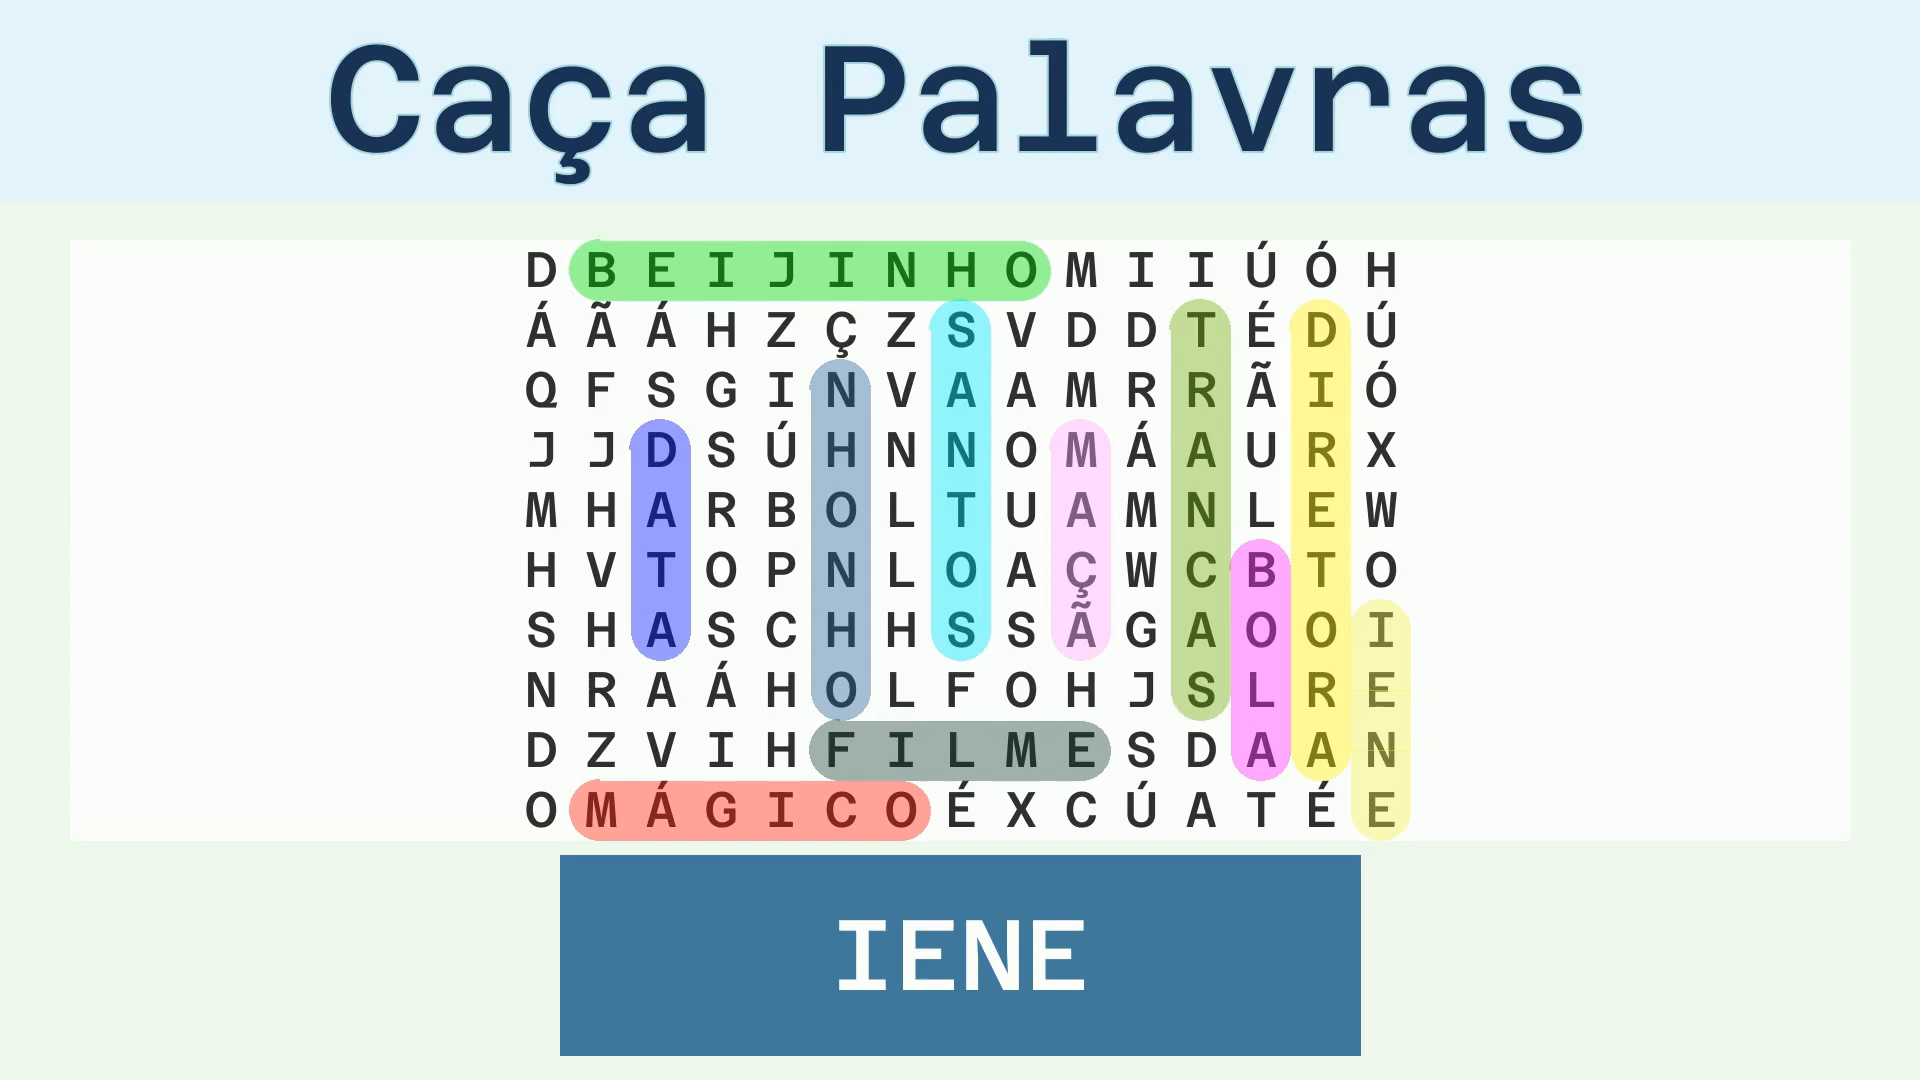 Caça Palavras
D B E I J I N H O M I I Ú Ó H
Á Ã Á H Z Ç Z S V D D T É D Ú
Q F S G I N V A A M R R Ã I Ó
J J D S Ú H N N O M Á A U R X
M H A R B O L T U A M N L E W
H V T O P N L O A Ç W C B T O
S H A S C H H S S Ã G A O O I
N R A Á H O L F O H J S L R E
D Z V I H F I L M E S D A A N
O M Á G I C O É X C Ú A T É E
IENE